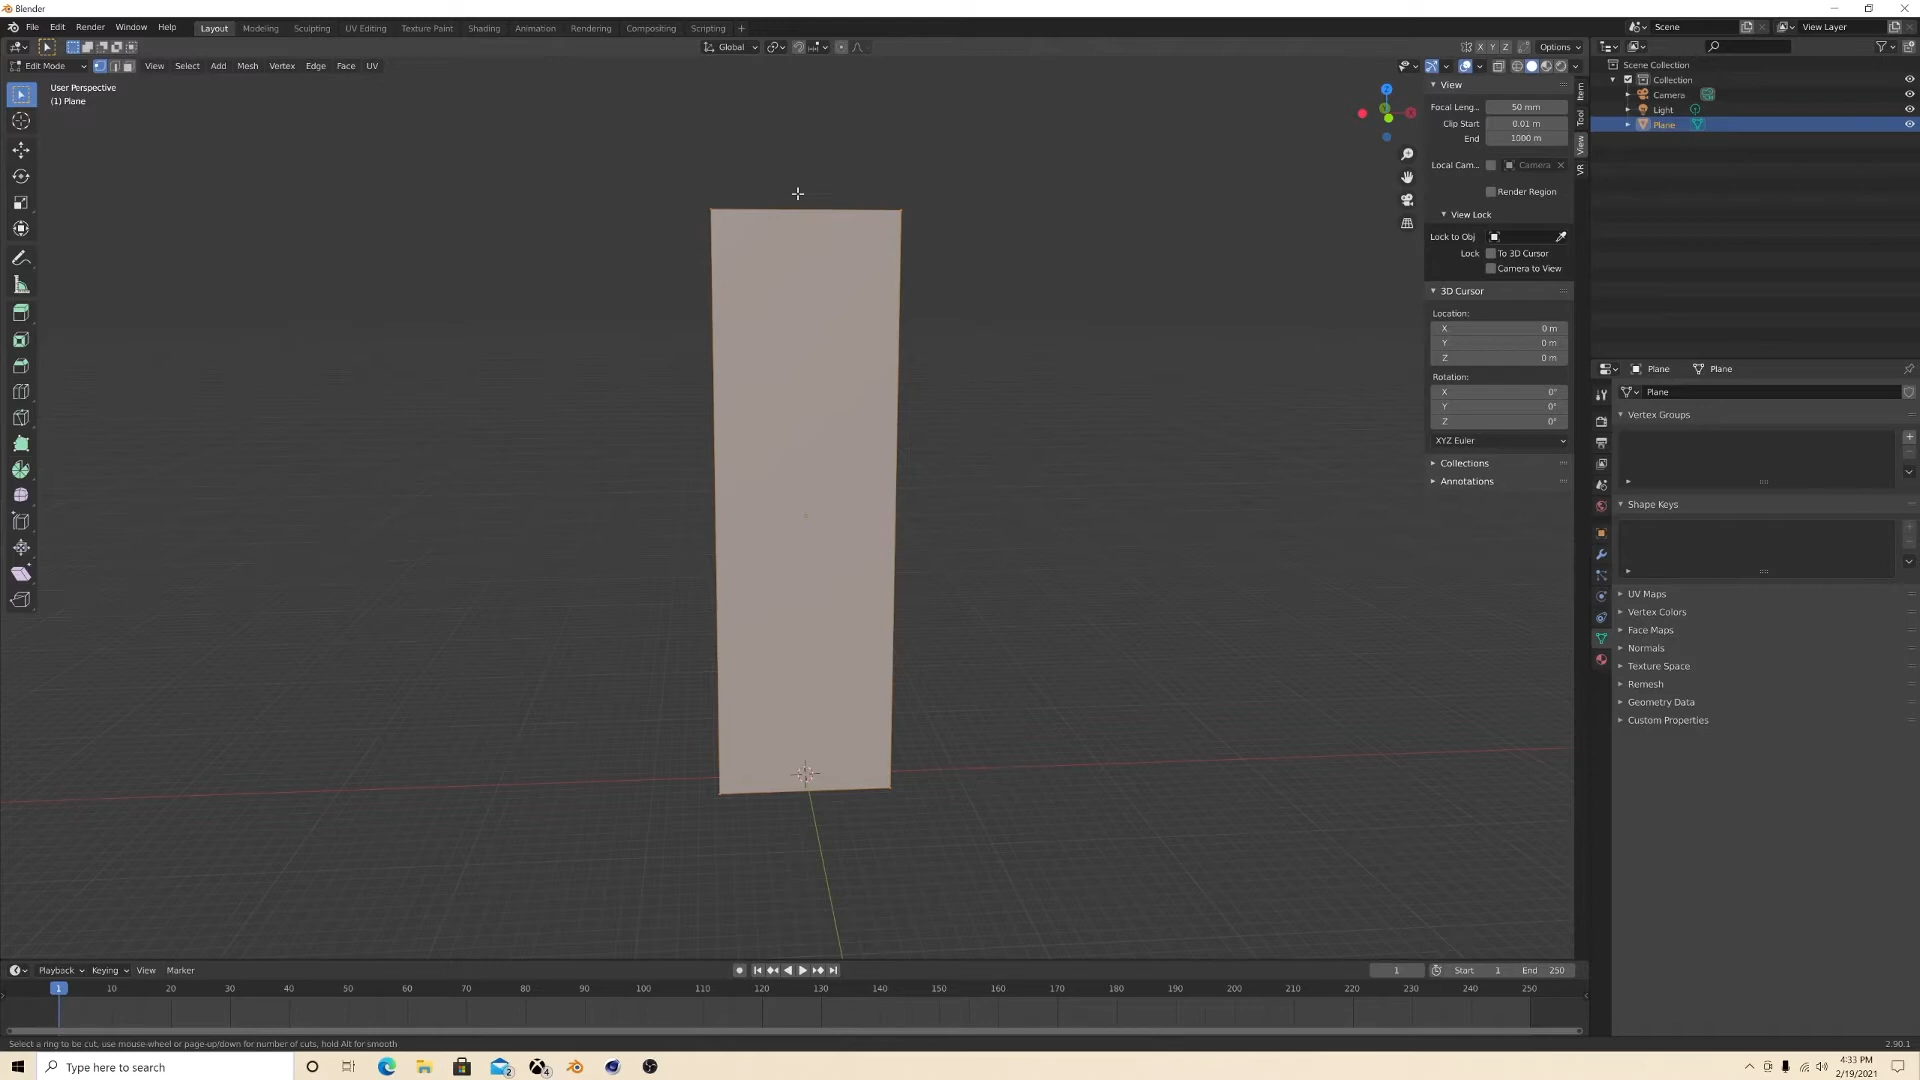 Blender
File Edit Render Window Help Layout Modeling Sculpting UV Editing Texture Paint Shading Animation Rendering Compositing Scripting + Scene View Layer
Global X Y Z Options
Edit Mode View Select Add Mesh Vertex Edge Face UV
User Perspective
(1) Plane
Z
Y
X
View
Focal Leng... 50 mm
Clip Start 0.01 m
End 1000 m
Local Cam... Camera
Render Region
View Lock
Lock to Obj
Lock To 3D Cursor
Camera to View
3D Cursor
Location:
X 0 m
Y 0 m
Z 0 m
Rotation:
X 0°
Y 0°
Z 0°
XYZ Euler
Collections
Annotations
Item
Tool
View
VR
Scene Collection
Collection
Camera
Light
Plane
Plane Plane
Plane
Vertex Groups
Shape Keys
UV Maps
Vertex Colors
Face Maps
Normals
Texture Space
Remesh
Geometry Data
Custom Properties
Playback Keying View Marker 1 Start 1 End 250
1 10 20 30 40 50 60 70 80 90 100 110 120 130 140 150 160 170 180 190 200 210 220 230 240 250
Select a ring to be cut, use mouse-wheel or page-up/down for number of cuts, hold Alt for smooth 2.90.1
Type here to search 2 4 4:33 PM
2/19/2021